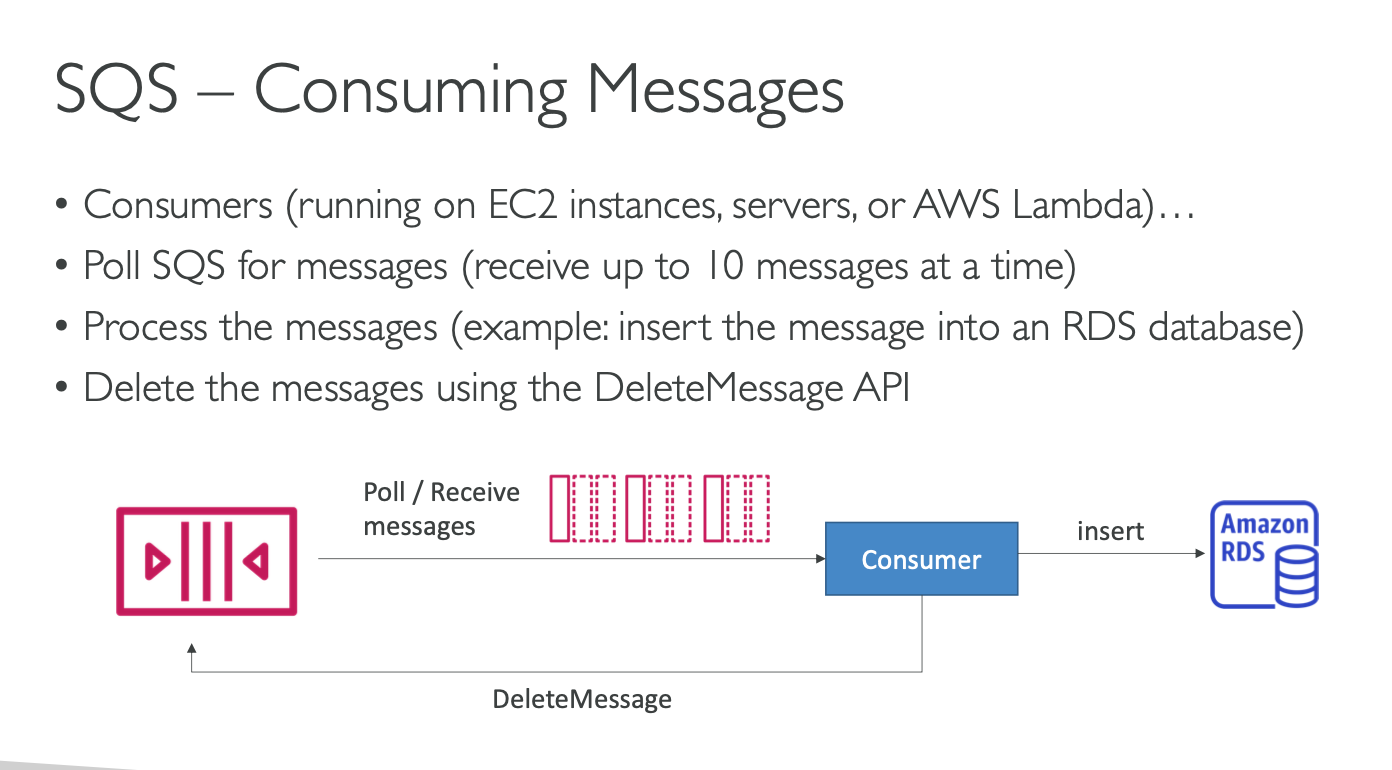 SQS – Consuming Messages
• Consumers (running on EC2 instances, servers, or AWS Lambda)…
• Poll SQS for messages (receive up to 10 messages at a time)
• Process the messages (example: insert the message into an RDS database)
• Delete the messages using the DeleteMessage API
Poll / Receive
messages
Consumer
insert
Amazon
RDS
DeleteMessage